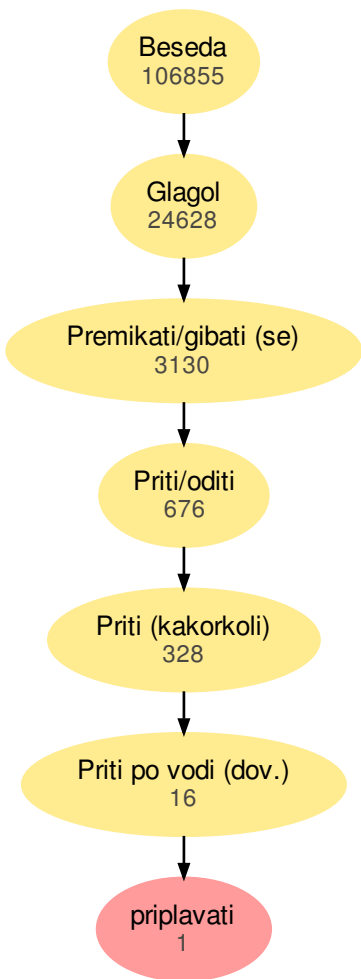 Beseda
106855
Glagol
24628
Premikati/gibati (se)
3130
Priti/oditi
676
Priti (kakorkoli)
328
Priti po vodi (dov.)
16
priplavati
1